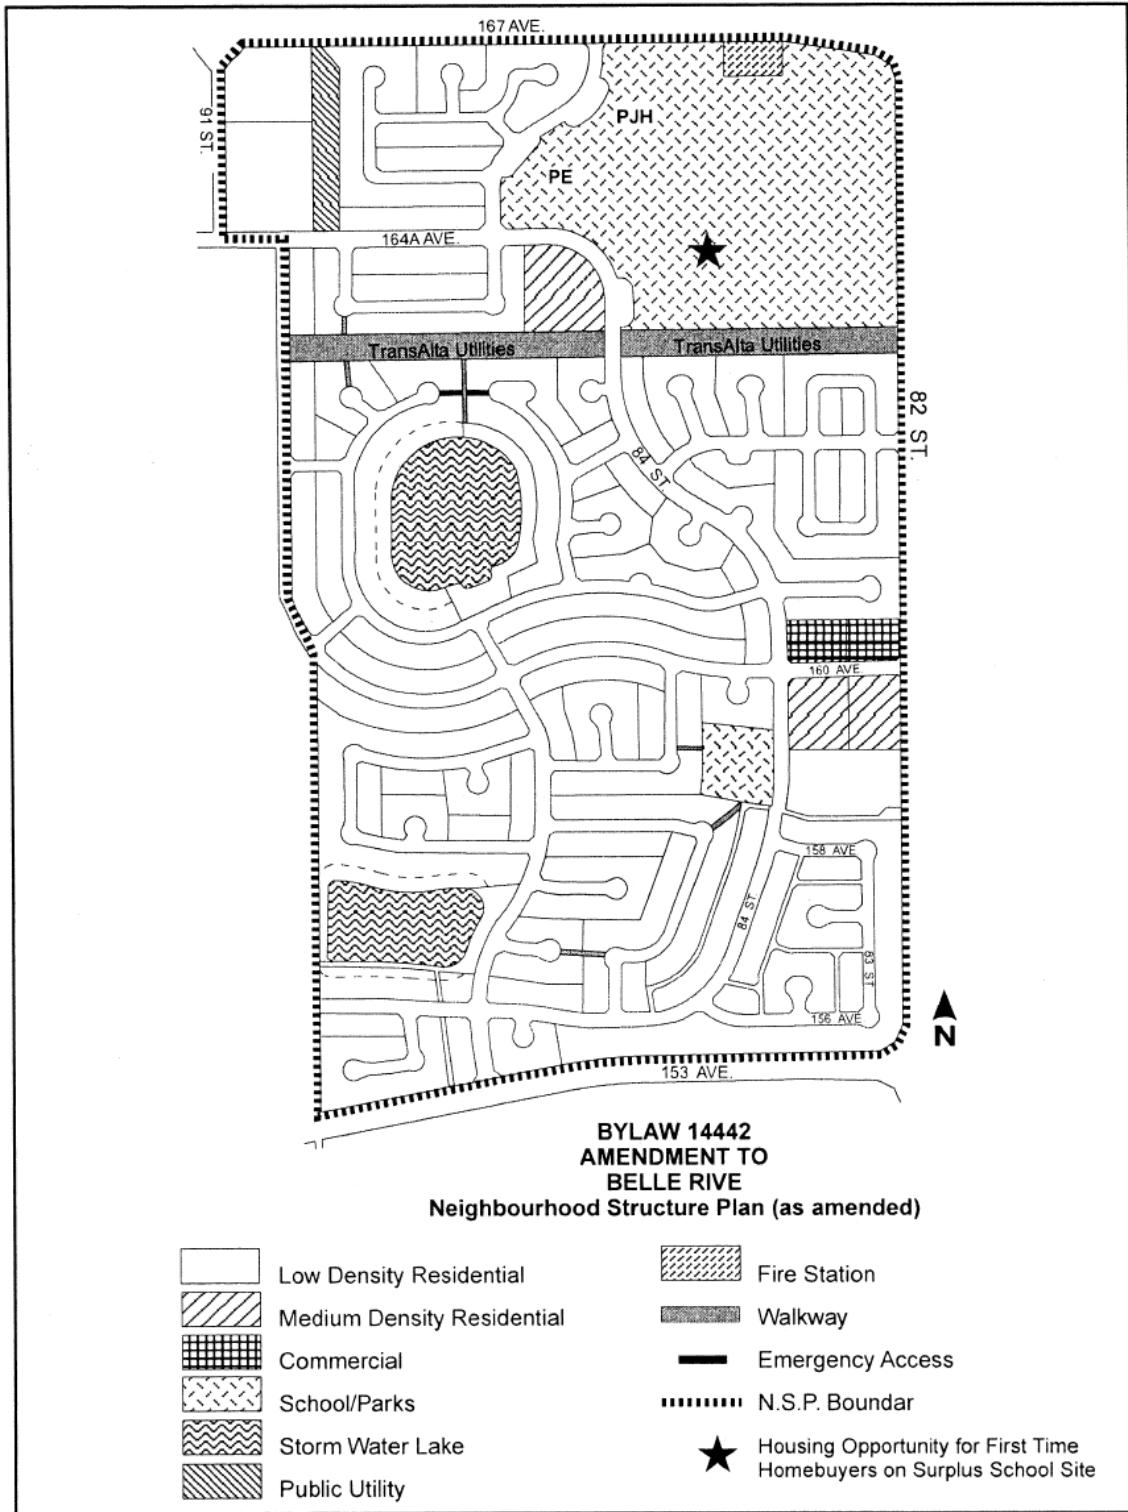 167 AVE.
91 ST.
PJH
PE
164A AVE.
TransAlta Utilities
TransAlta Utilities
82 ST.
84 ST
160 AVE.
158 AVE
84 ST
83 ST
156 AVE
N
153 AVE.
BYLAW 14442
AMENDMENT TO
BELLE RIVE
Neighbourhood Structure Plan (as amended)
Low Density Residential
Medium Density Residential
Commercial
School/Parks
Storm Water Lake
Public Utility
Fire Station
Walkway
Emergency Access
N.S.P. Boundar
Housing Opportunity for First Time
Homebuyers on Surplus School Site